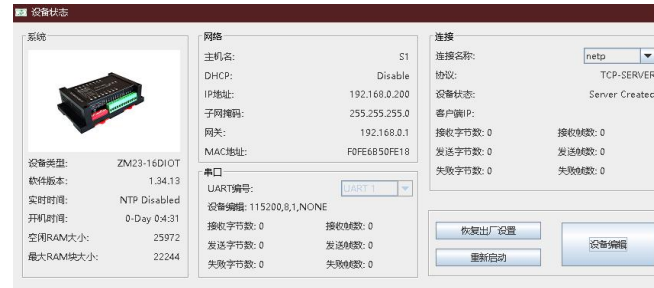 设备状态
系统
设备类型: ZM23-16DIOT
软件版本: 1.34.13
实时时间: NTP Disabled
开机时间: 0-Day 0:4:31
空闲RAM大小: 25972
最大RAM块大小: 22244
网络
主机名: S1
DHCP: Disable
IP地址: 192.168.0.200
子网掩码: 255.255.255.0
网关: 192.168.0.1
MAC地址: F0FE6B50FE18
串口
UART编号: UART 1
设备编辑: 115200,8,1,NONE
接收字节数: 0 接收帧数: 0
发送字节数: 0 发送帧数: 0
失败字节数: 0 失败帧数: 0
连接
连接名称: netp
协议: TCP-SERVER
设备状态: Server Created
客户端IP:
接收字节数: 0 接收帧数: 0
发送字节数: 0 发送帧数: 0
失败字节数: 0 失败帧数: 0
恢复出厂设置
重新启动
设备编辑